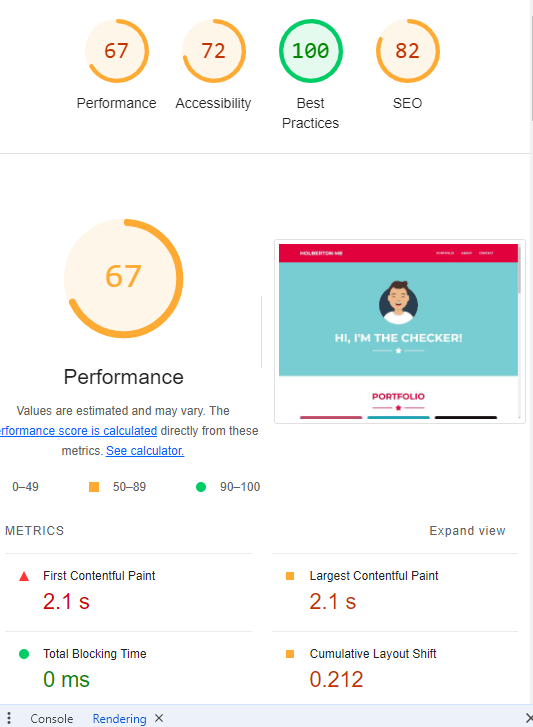 67
72
100
82
Performance
Accessibility
Best
Practices
SEO
67
Performance
Values are estimated and may vary. The
erformance score is calculated directly from these
metrics. See calculator.
0–49
50–89
90–100
HOLBERTON ME
PORTFOLIO
ABOUT
CONTACT
HI, I'M THE CHECKER!
PORTFOLIO
METRICS
Expand view
First Contentful Paint
2.1 s
Largest Contentful Paint
2.1 s
Total Blocking Time
0 ms
Cumulative Layout Shift
0.212
Console
Rendering